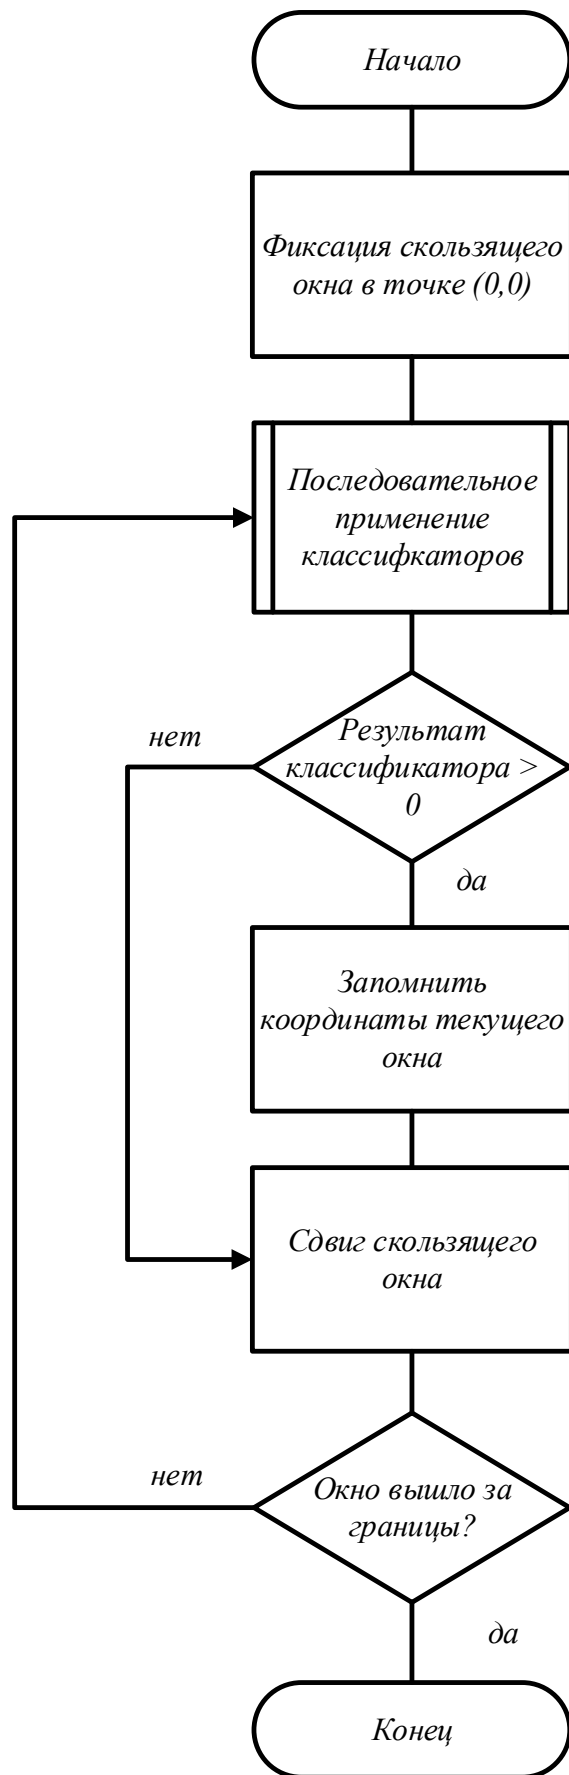 Начало
Фиксация скользящего
окна в точке (0,0)
Последовательное
применение
классифкаторов
нет
Результат
классификатора >
0
да
Запомнить
координаты текущего
окна
Сдвиг скользящего
окна
нет
Окно вышло за
границы?
да
Конец